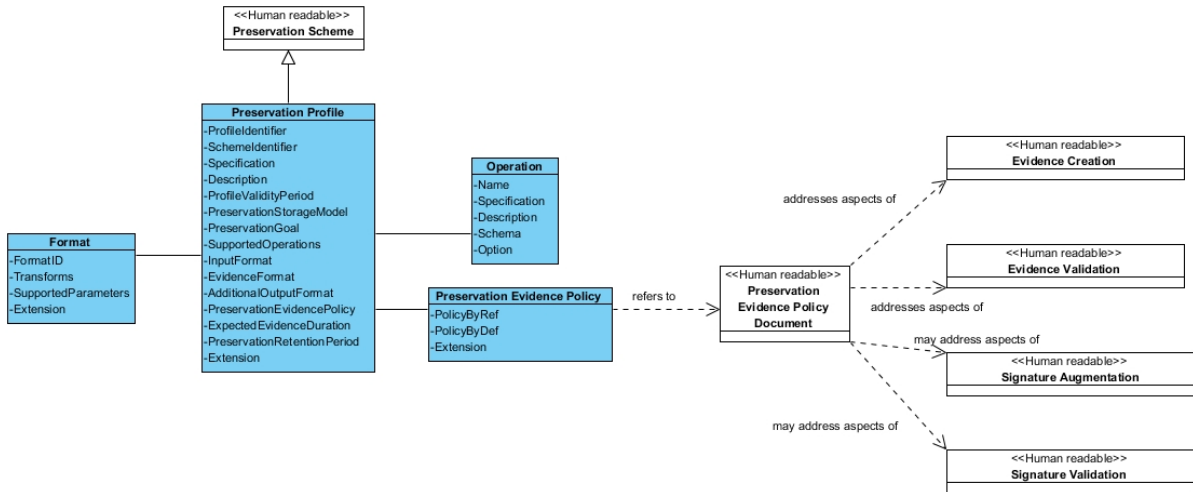 <<Human readable>>
Preservation Scheme
Preservation Profile
-ProfileIdentifier
-SchemeIdentifier
-Specification
-Description
-ProfileValidityPeriod
-PreservationStorageModel
-PreservationGoal
-SupportedOperations
-InputFormat
-EvidenceFormat
-AdditionalOutputFormat
-PreservationEvidencePolicy
-ExpectedEvidenceDuration
-PreservationRetentionPeriod
-Extension
Format
-FormatID
-Transforms
-SupportedParameters
-Extension
Operation
-Name
-Specification
-Description
-Schema
-Option
Preservation Evidence Policy
-PolicyByRef
-PolicyByDef
-Extension
refers to
<<Human readable>>
Preservation
Evidence Policy
Document
addresses aspects of
<<Human readable>>
Evidence Creation
<<Human readable>>
Evidence Validation
addresses aspects of
may address aspects of
<<Human readable>>
Signature Augmentation
may address aspects of
<<Human readable>>
Signature Validation